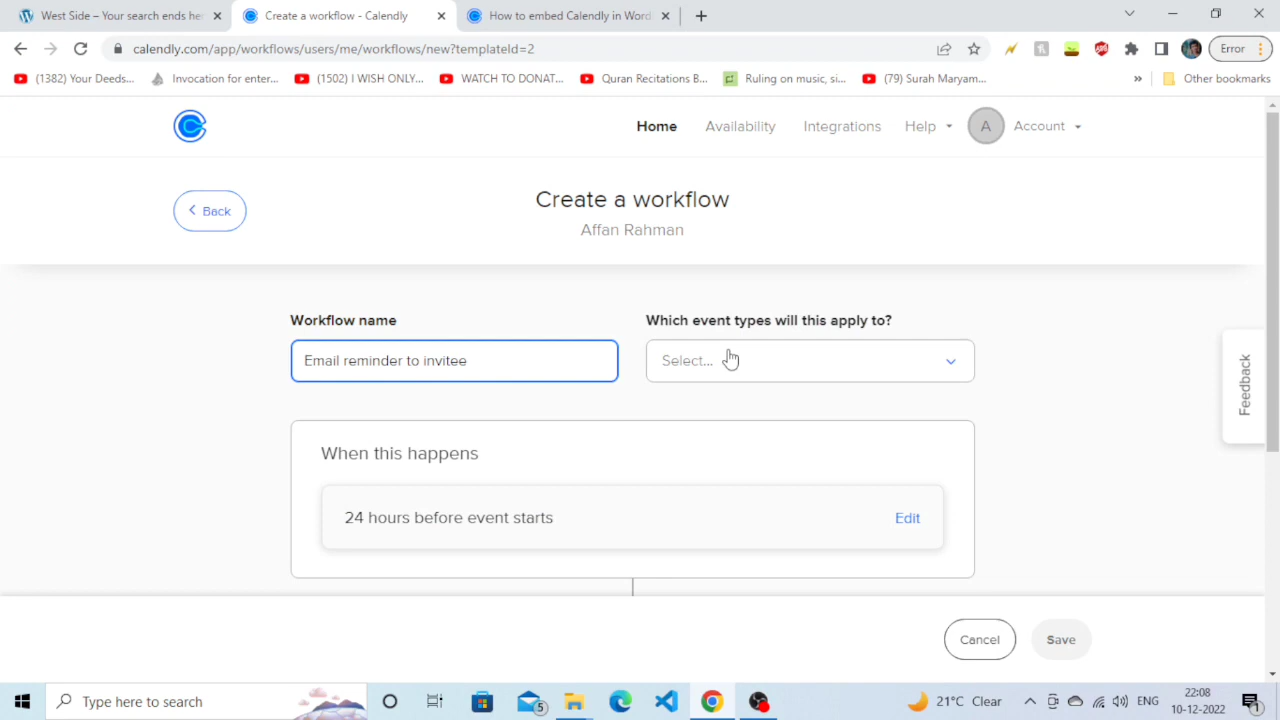 West Side – Your search ends her
Create a workflow - Calendly
How to embed Calendly in Word
calendly.com/app/workflows/users/me/workflows/new?templateId=2
Error
(1382) Your Deeds...
Invocation for enter...
(1502) I WISH ONLY...
WATCH TO DONAT...
Quran Recitations B...
Ruling on music, si...
(79) Surah Maryam...
»
Other bookmarks
Home
Availability
Integrations
Help
A
Account
Back
Create a workflow
Affan Rahman
Workflow name
Which event types will this apply to?
Email reminder to invitee
Select...
Feedback
When this happens
24 hours before event starts
Edit
Cancel
Save
Type here to search
5
21°C Clear
ENG
22:08
10-12-2022
1